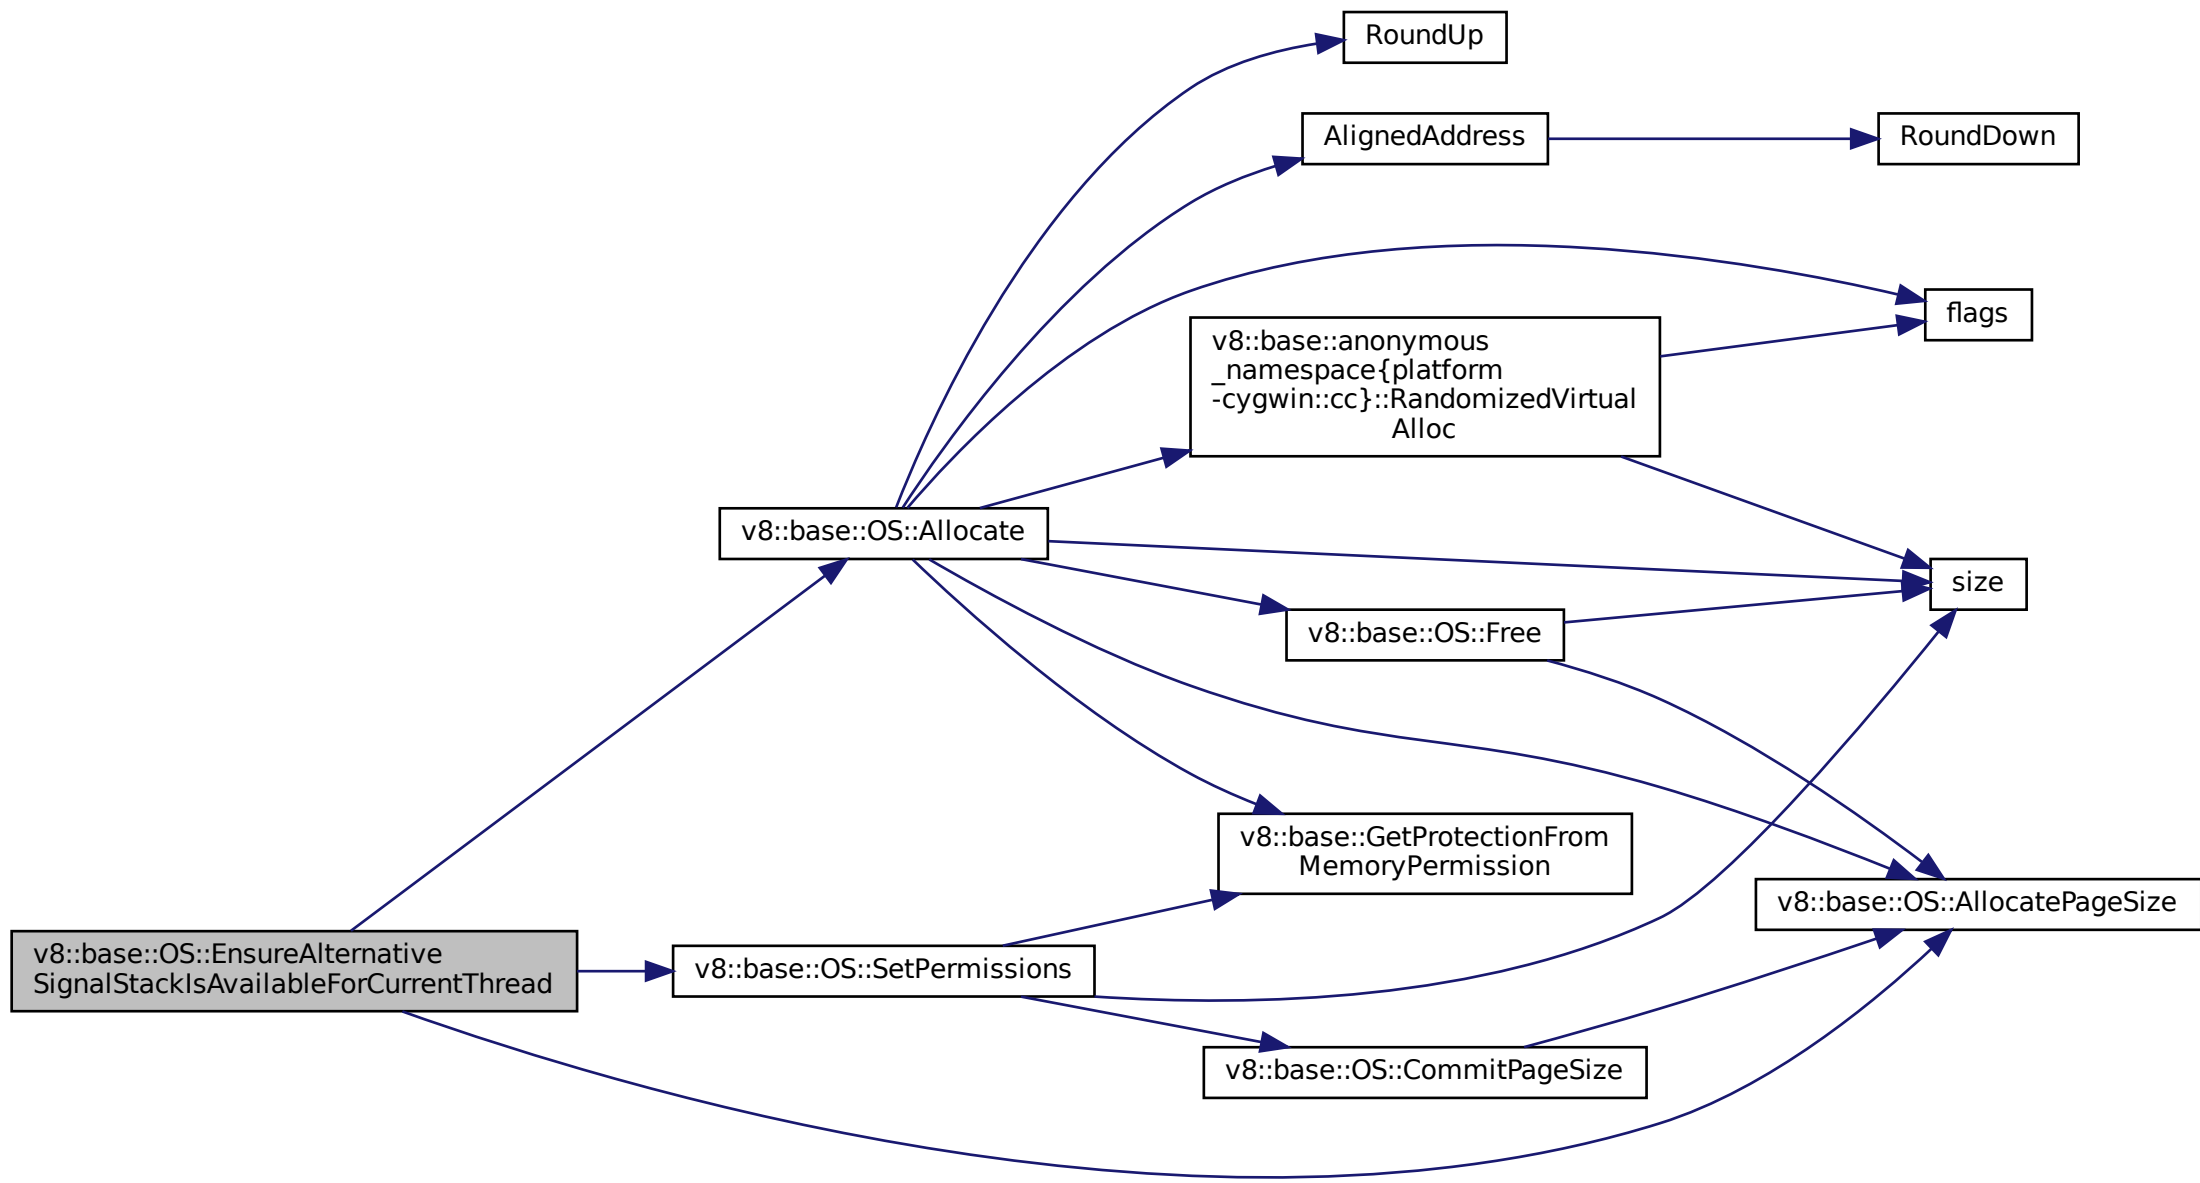 RoundUp
AlignedAddress
RoundDown
flags
v8::base::anonymous
_namespace{platform
-cygwin::cc}::RandomizedVirtual
Alloc
v8::base::OS::Allocate
size
v8::base::OS::Free
v8::base::GetProtectionFrom
MemoryPermission
v8::base::OS::AllocatePageSize
v8::base::OS::EnsureAlternative
SignalStackIsAvailableForCurrentThread
v8::base::OS::SetPermissions
v8::base::OS::CommitPageSize